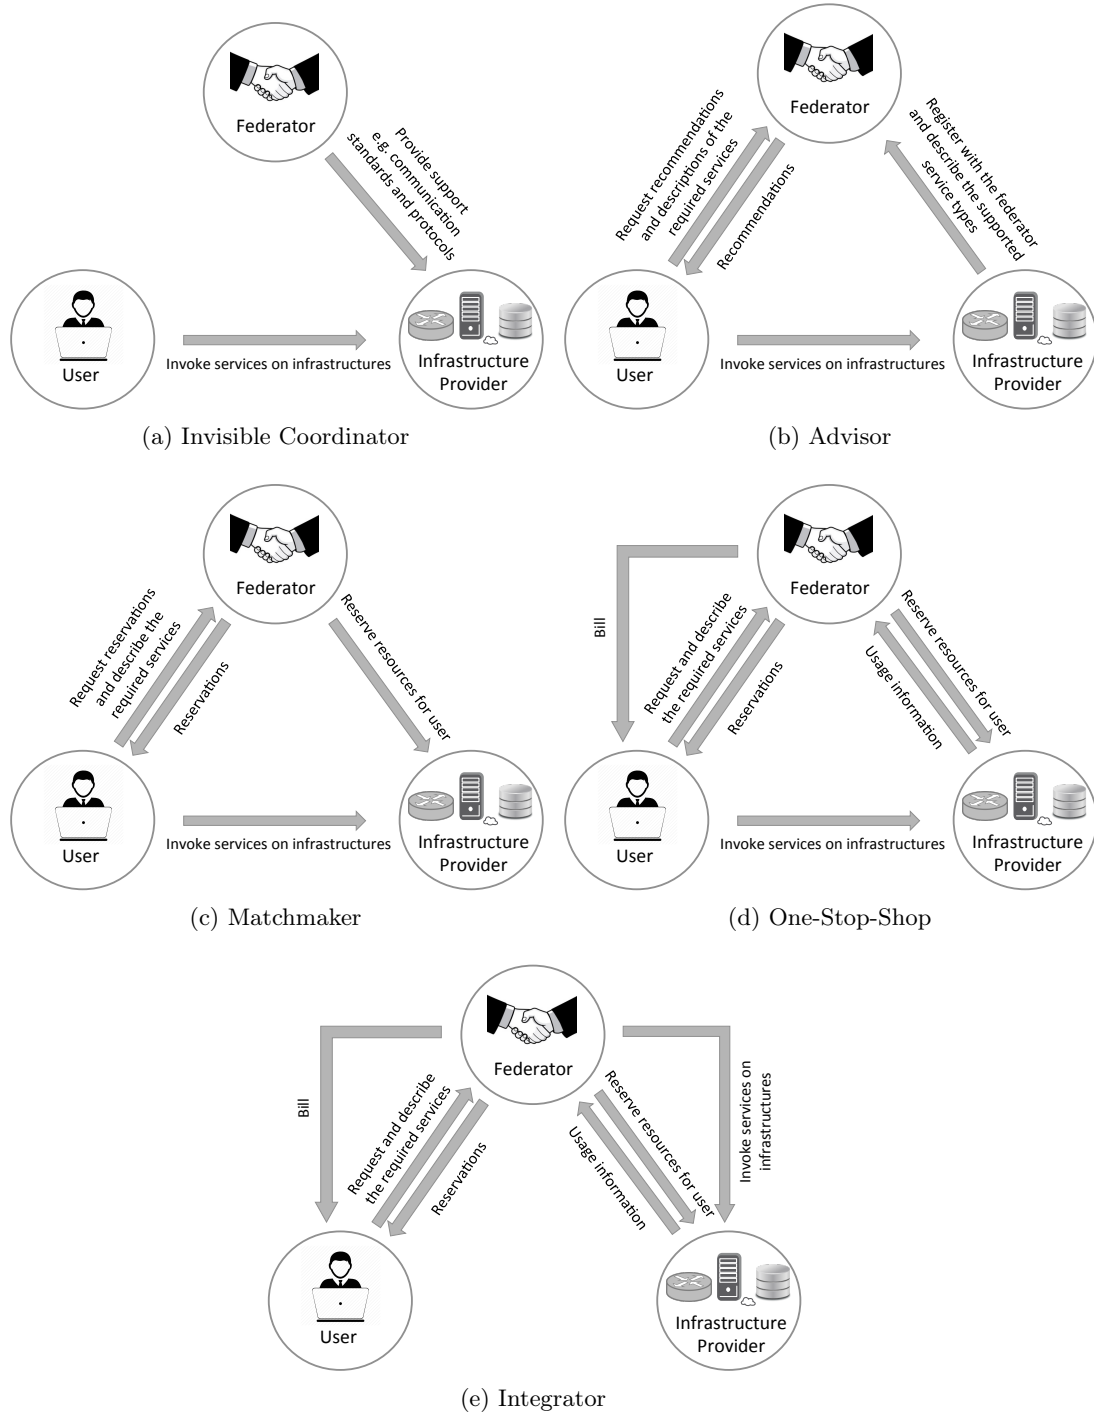 Federator
Provide support
e.g. communication
standards and protocols
User
Invoke services on infrastructures
Infrastructure
Provider
(a) Invisible Coordinator
Federator
Request recommendations
and descriptions of the
required services
Recommendations
Register with the federator
and describe the supported
service types
User
Invoke services on infrastructures
Infrastructure
Provider
(b) Advisor
Federator
Request reservations
and describe the
required services
Reservations
Reserve resources for user
User
Invoke services on infrastructures
Infrastructure
Provider
(c) Matchmaker
Federator
Bill
Request and describe
the required services
Reservations
Reserve resources for user
Usage information
User
Invoke services on infrastructures
Infrastructure
Provider
(d) One-Stop-Shop
Federator
Bill
Request and describe
the required services
Reservations
Reserve resources for user
Usage information
Invoke services on
infrastructures
User
Infrastructure
Provider
(e) Integrator